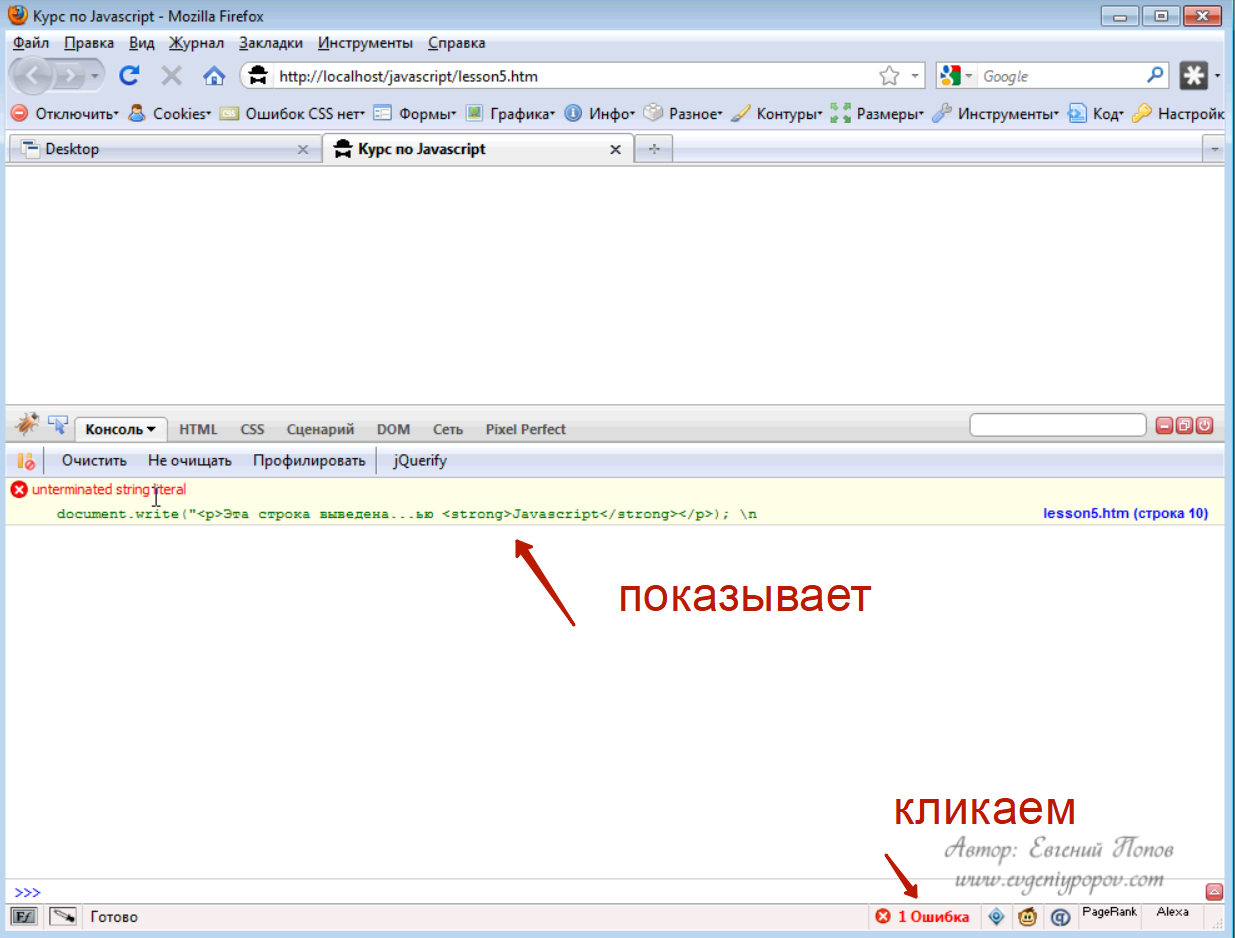 Курс по Javascript - Mozilla Firefox
Файл Правка Вид Журнал Закладки Инструменты Справка
http://localhost/javascript/lesson5.htm Google
Отключить Cookies Ошибок CSS нет Формы Графика Инфо Разное Контуры Размеры Инструменты Код Настройк
Desktop Курс по Javascript
Консоль HTML CSS Сценарий DOM Сеть Pixel Perfect
Очистить Не очищать Профилировать jQuerify
unterminated string literal
document.write("<p>Эта строка выведена...ью <strong>Javascript</strong></p>); \n lesson5.htm (строка 10)
показывает
кликаем
Автор: Евгений Попов
www.evgeniypopov.com
>>>
Готово 1 Ошибка PageRank Alexa